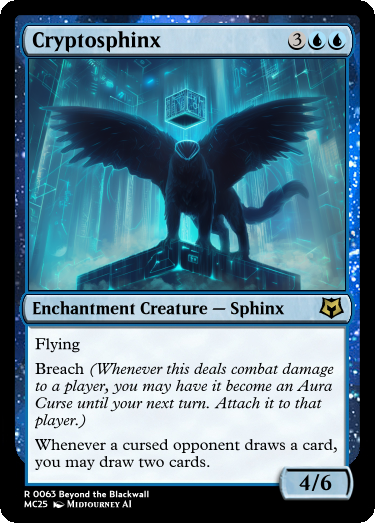 Cryptosphinx 3
Enchantment Creature — Sphinx
Flying
Breach (Whenever this deals combat damage
to a player, you may have it become an Aura
Curse until your next turn. Attach it to that
player.)
Whenever a cursed opponent draws a card,
you may draw two cards.
4/6
R 0063 Beyond the Blackwall
MC25 Midjourney AI